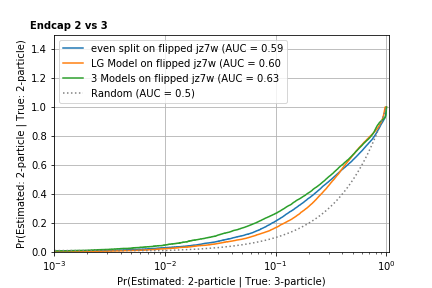 Endcap 2 vs 3
even split on flipped jz7w (AUC = 0.59
LG Model on flipped jz7w (AUC = 0.60
3 Models on flipped jz7w (AUC = 0.63
Random (AUC = 0.5)
Pr(Estimated: 2-particle | True: 2-particle)
1.4
1.2
1.0
0.8
0.6
0.4
0.2
0.0
10⁻³
10⁻²
10⁻¹
10⁰
Pr(Estimated: 2-particle | True: 3-particle)